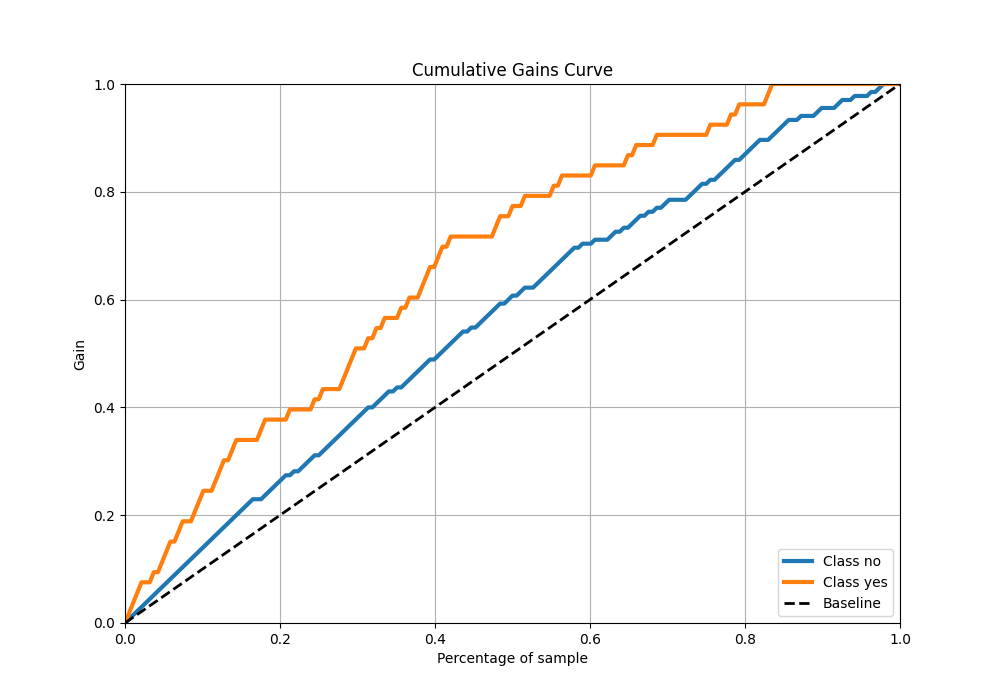 Cumulative Gains Curve
1.0
0.8
0.6
0.4
0.2
0.0
Gain
0.0 0.2 0.4 0.6 0.8 1.0
Percentage of sample
Class no
Class yes
Baseline